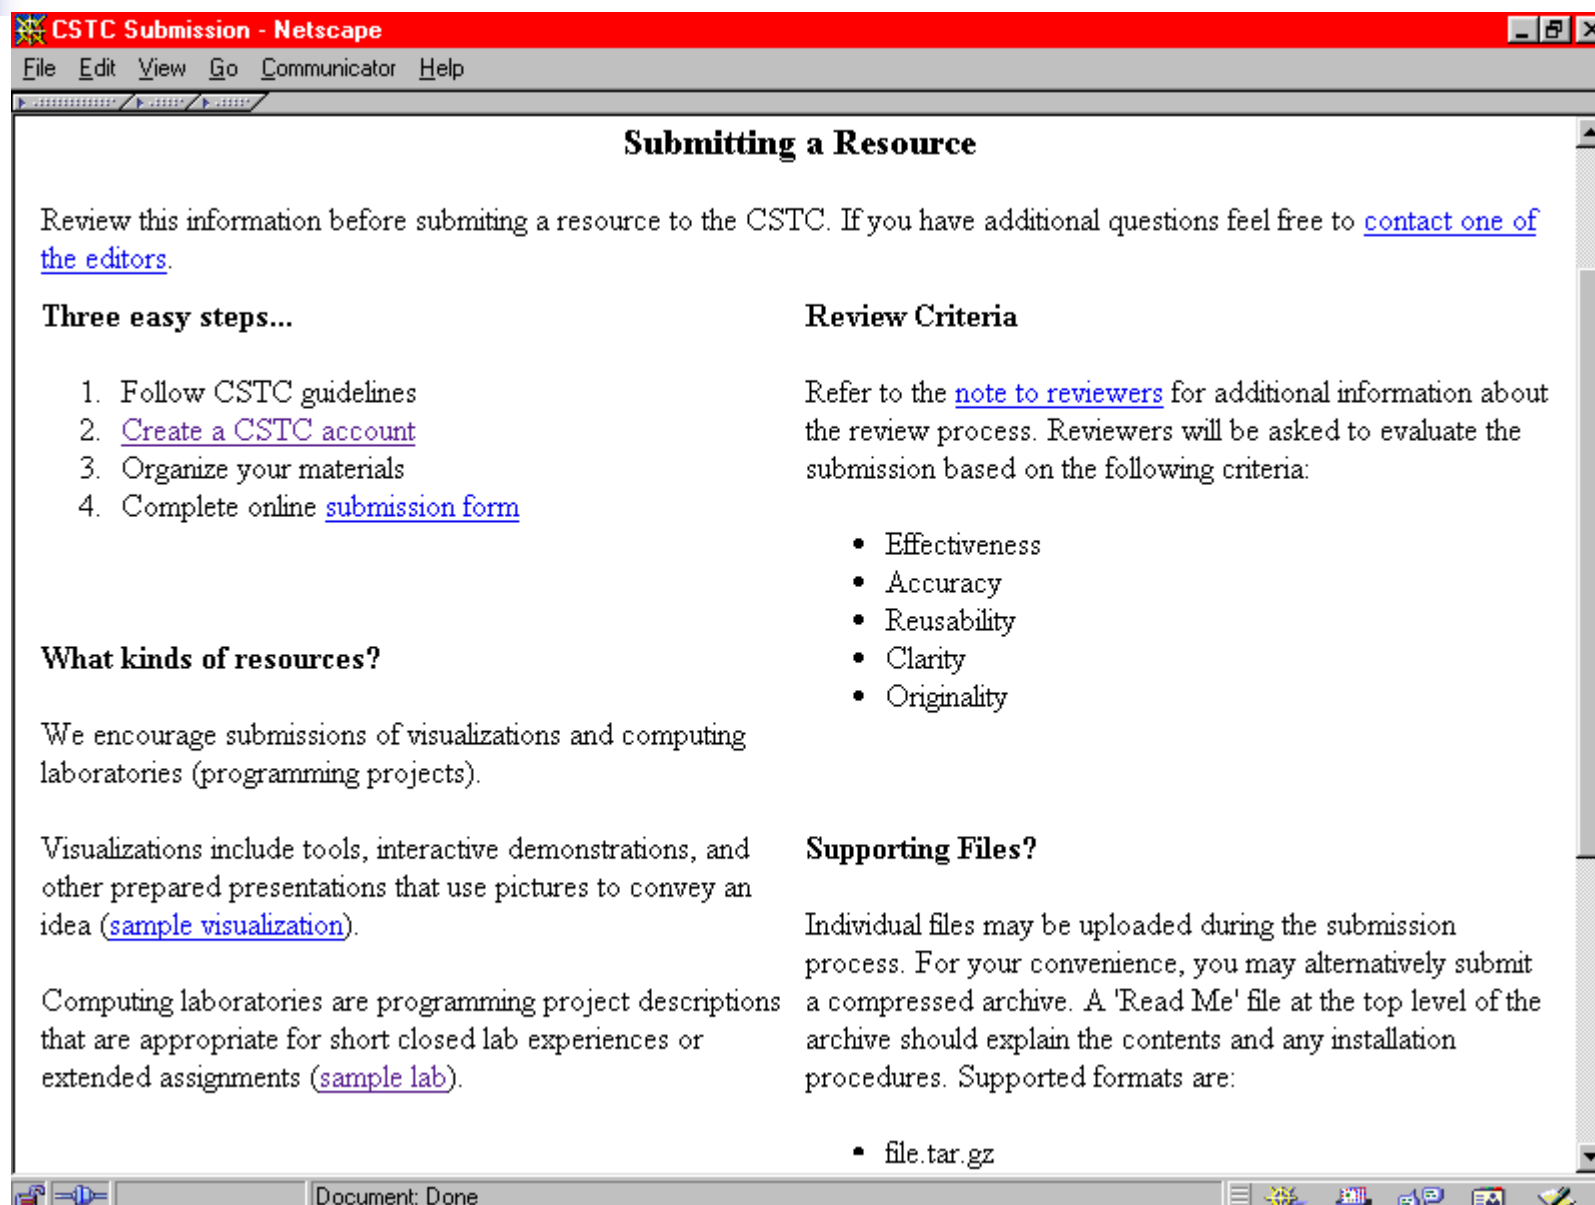 CSTC Submission - Netscape
File Edit View Go Communicator Help
Submitting a Resource
Review this information before submiting a resource to the CSTC. If you have additional questions feel free to contact one of
the editors.
Three easy steps...
1. Follow CSTC guidelines
2. Create a CSTC account
3. Organize your materials
4. Complete online submission form
What kinds of resources?
We encourage submissions of visualizations and computing
laboratories (programming projects).
Visualizations include tools, interactive demonstrations, and
other prepared presentations that use pictures to convey an
idea (sample visualization).
Computing laboratories are programming project descriptions
that are appropriate for short closed lab experiences or
extended assignments (sample lab).
Review Criteria
Refer to the note to reviewers for additional information about
the review process. Reviewers will be asked to evaluate the
submission based on the following criteria:
• Effectiveness
• Accuracy
• Reusability
• Clarity
• Originality
Supporting Files?
Individual files may be uploaded during the submission
process. For your convenience, you may alternatively submit
a compressed archive. A 'Read Me' file at the top level of the
archive should explain the contents and any installation
procedures. Supported formats are:
• file.tar.gz
Document: Done